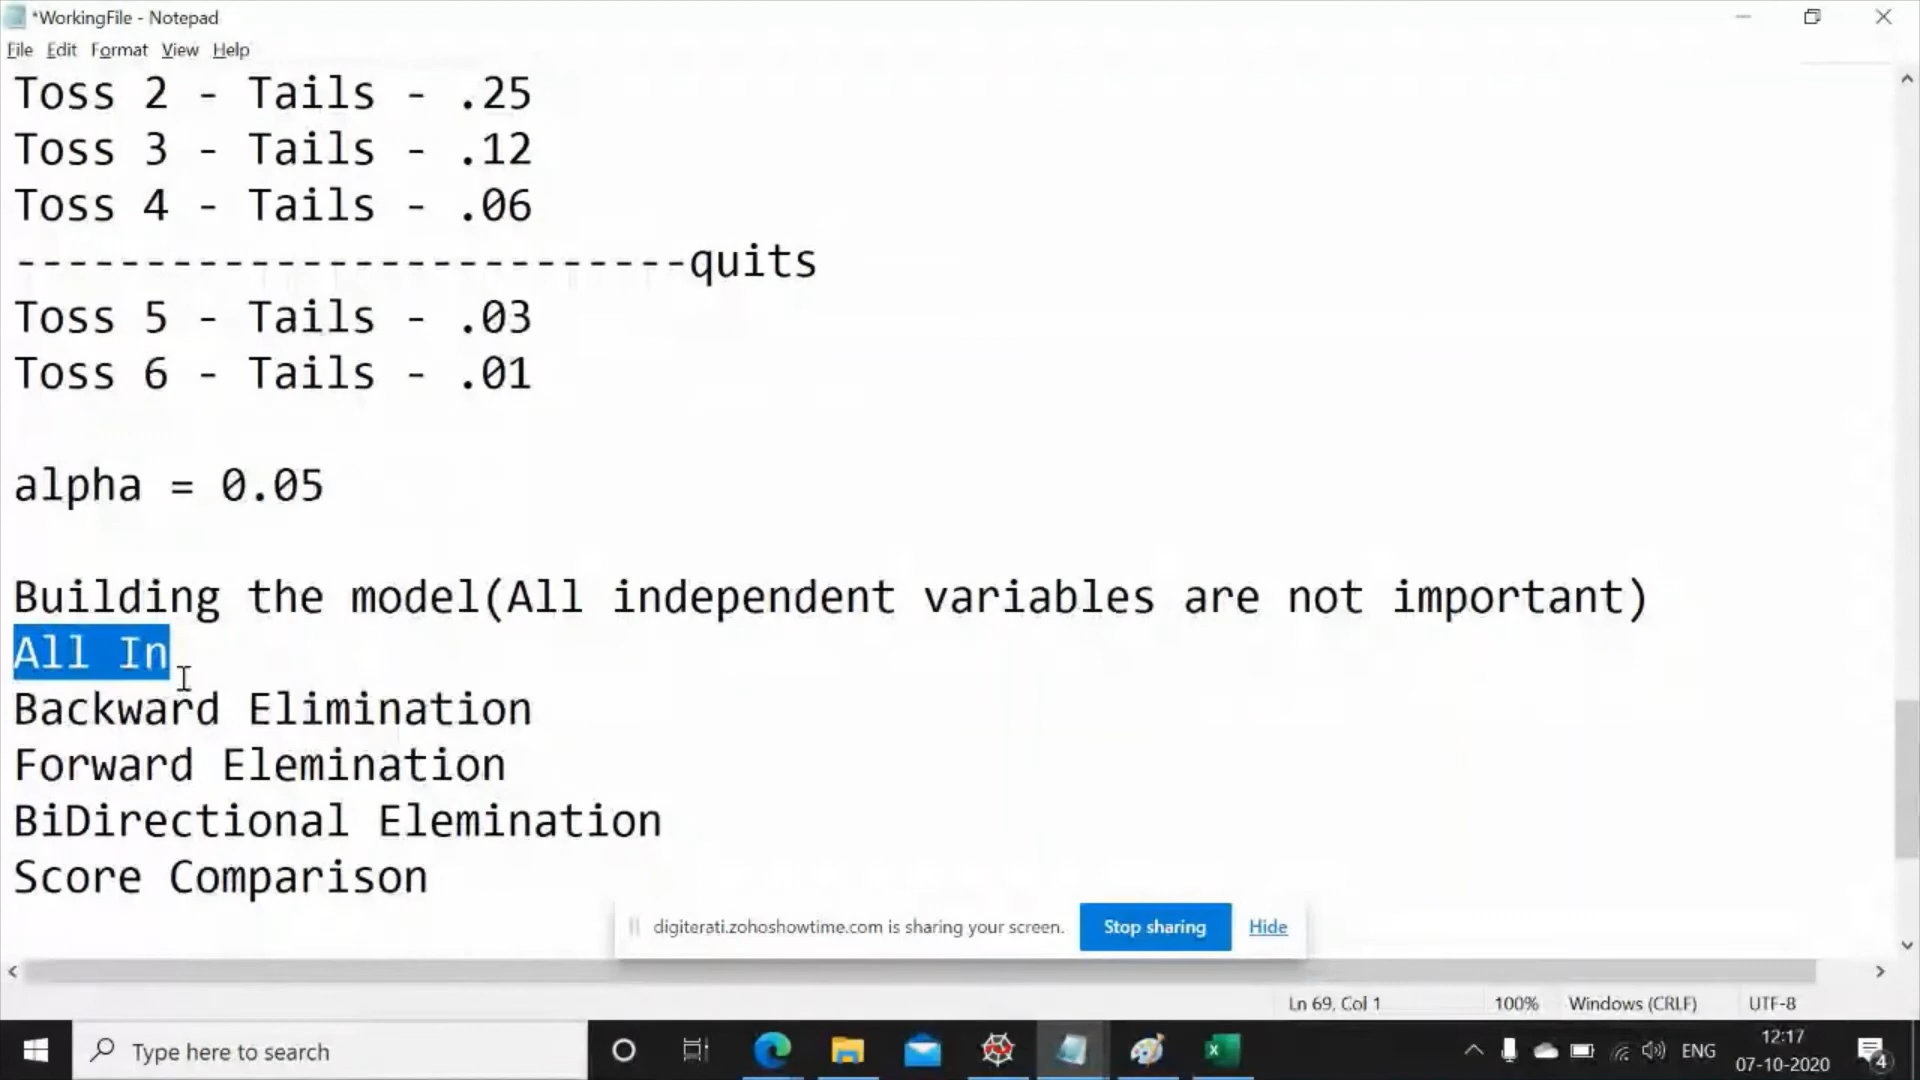 *WorkingFile - Notepad
File Edit Format View Help
Toss 2 - Tails - .25
Toss 3 - Tails - .12
Toss 4 - Tails - .06
--------------------------quits
Toss 5 - Tails - .03
Toss 6 - Tails - .01
alpha = 0.05
Building the model(All independent variables are not important)
All In
Backward Elimination
Forward Elemination
BiDirectional Elemination
Score Comparison
digiterati.zohoshowtime.com is sharing your screen. Stop sharing Hide
Ln 69, Col 1 100% Windows (CRLF) UTF-8
Type here to search
ENG
12:17
07-10-2020
4